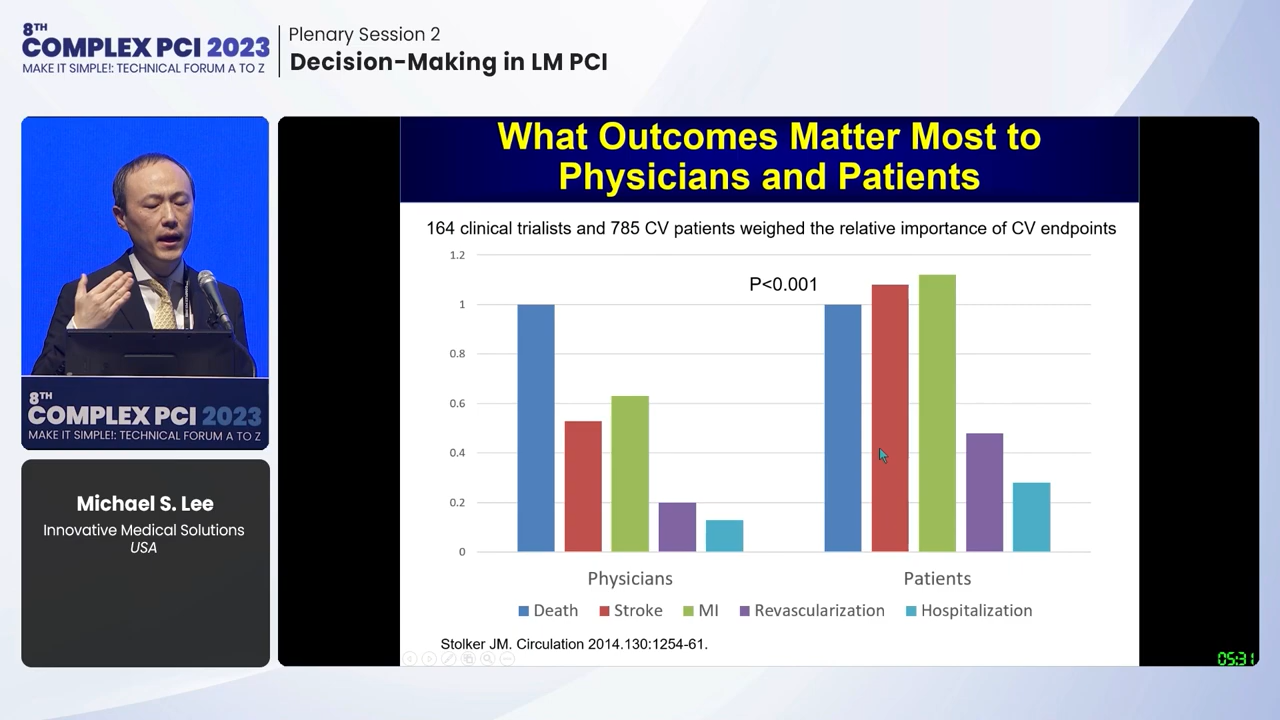 8TH
COMPLEX PCI 2023
MAKE IT SIMPLE!: TECHNICAL FORUM A TO Z
Plenary Session 2
Decision-Making in LM PCI
8TH
COMPLEX PCI 2023
MAKE IT SIMPLE!: TECHNICAL FORUM A TO Z
Michael S. Lee
Innovative Medical Solutions
USA
What Outcomes Matter Most to
Physicians and Patients
164 clinical trialists and 785 CV patients weighed the relative importance of CV endpoints
1.2
1
0.8
0.6
0.4
0.2
0
P<0.001
Physicians
Patients
Death
Stroke
MI
Revascularization
Hospitalization
Stolker JM. Circulation 2014.130:1254-61.
05:31